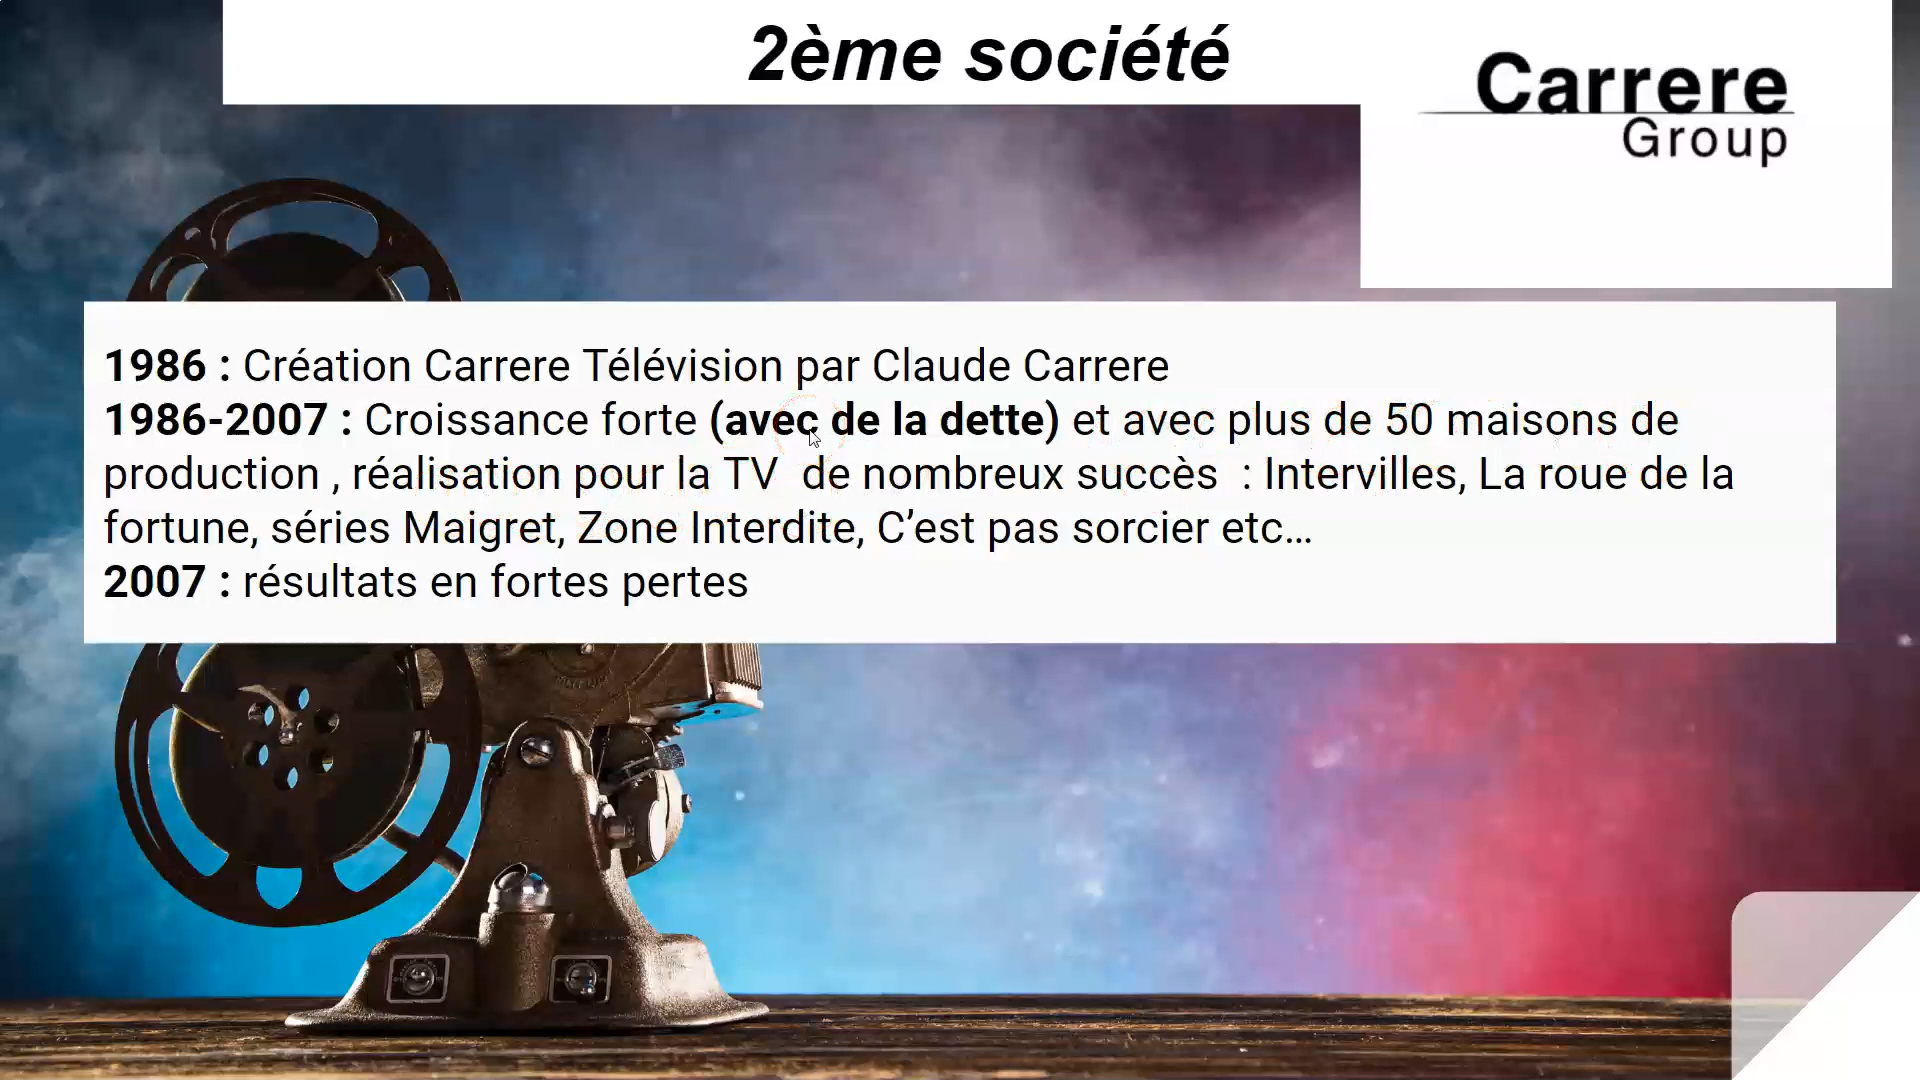 2ème société
Carrere
Group
1986 : Création Carrere Télévision par Claude Carrere
1986-2007 : Croissance forte (avec de la dette) et avec plus de 50 maisons de
production , réalisation pour la TV  de nombreux succès  : Intervilles, La roue de la
fortune, séries Maigret, Zone Interdite, C’est pas sorcier etc…
2007 : résultats en fortes pertes